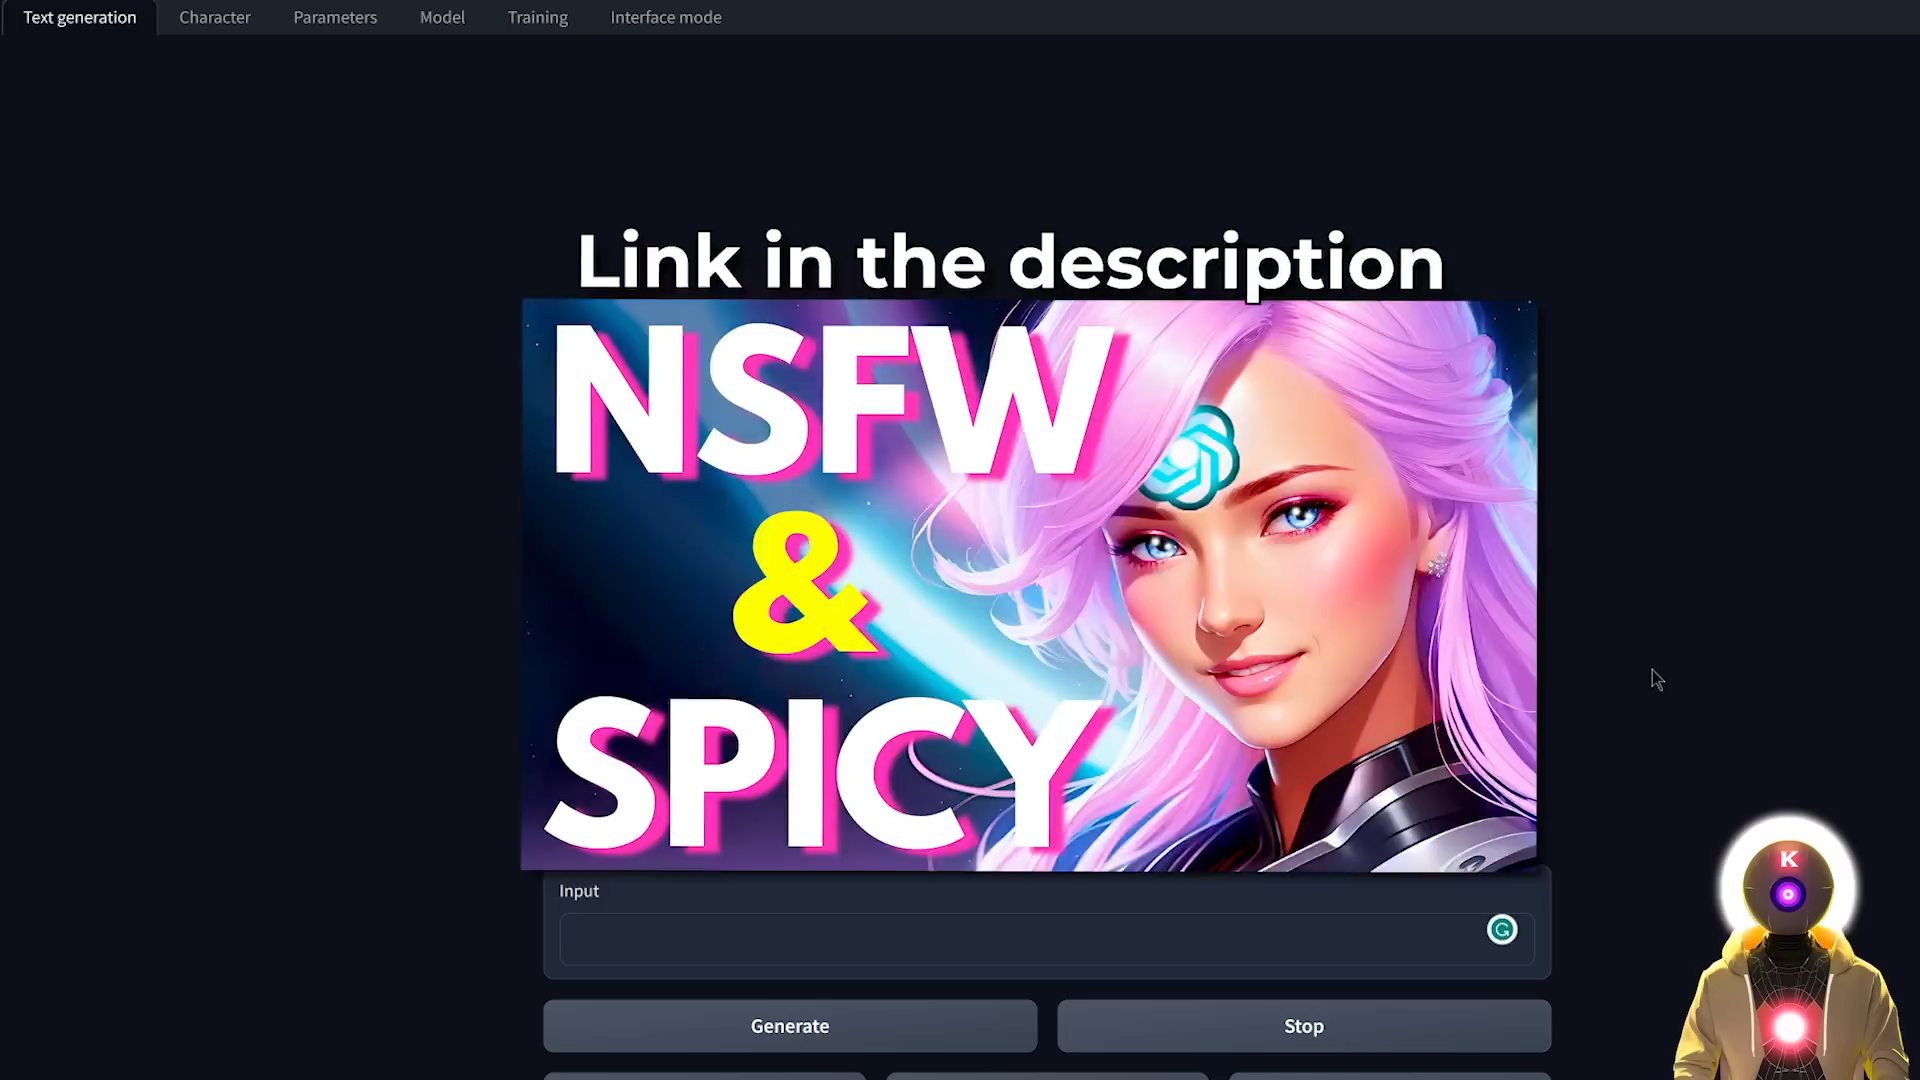 Text generation Character Parameters Model Training Interface mode
Link in the description
NSFW
&
SPICY
Input
Generate Stop
K